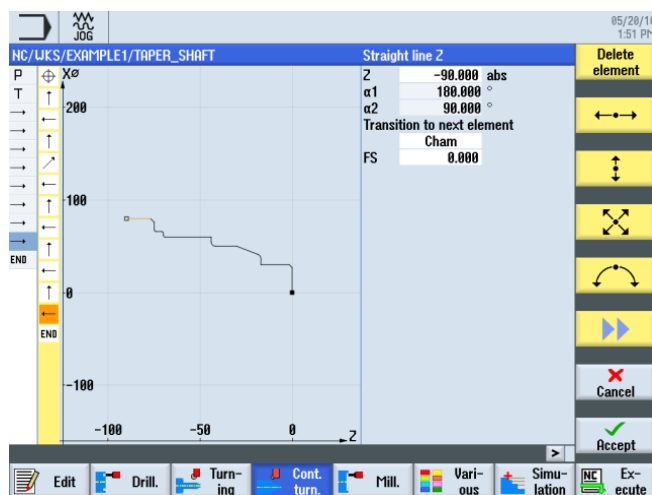 JOG
05/20/1
1:51 PM
NC/WKS/EXAMPLE1/TAPER_SHAFT
Straight line Z
Delete element
P
T
END
END
XØ
200
100
0
-100
-100
-50
0
Z
Z -90.000 abs
α1 180.000 °
α2 90.000 °
Transition to next element
Cham
FS 0.000
Cancel
Accept
>
Edit
Drill.
Turn-
ing
Cont.
turn.
Mill.
Vari-
ous
Simu-
lation
NC
Ex-
ecute